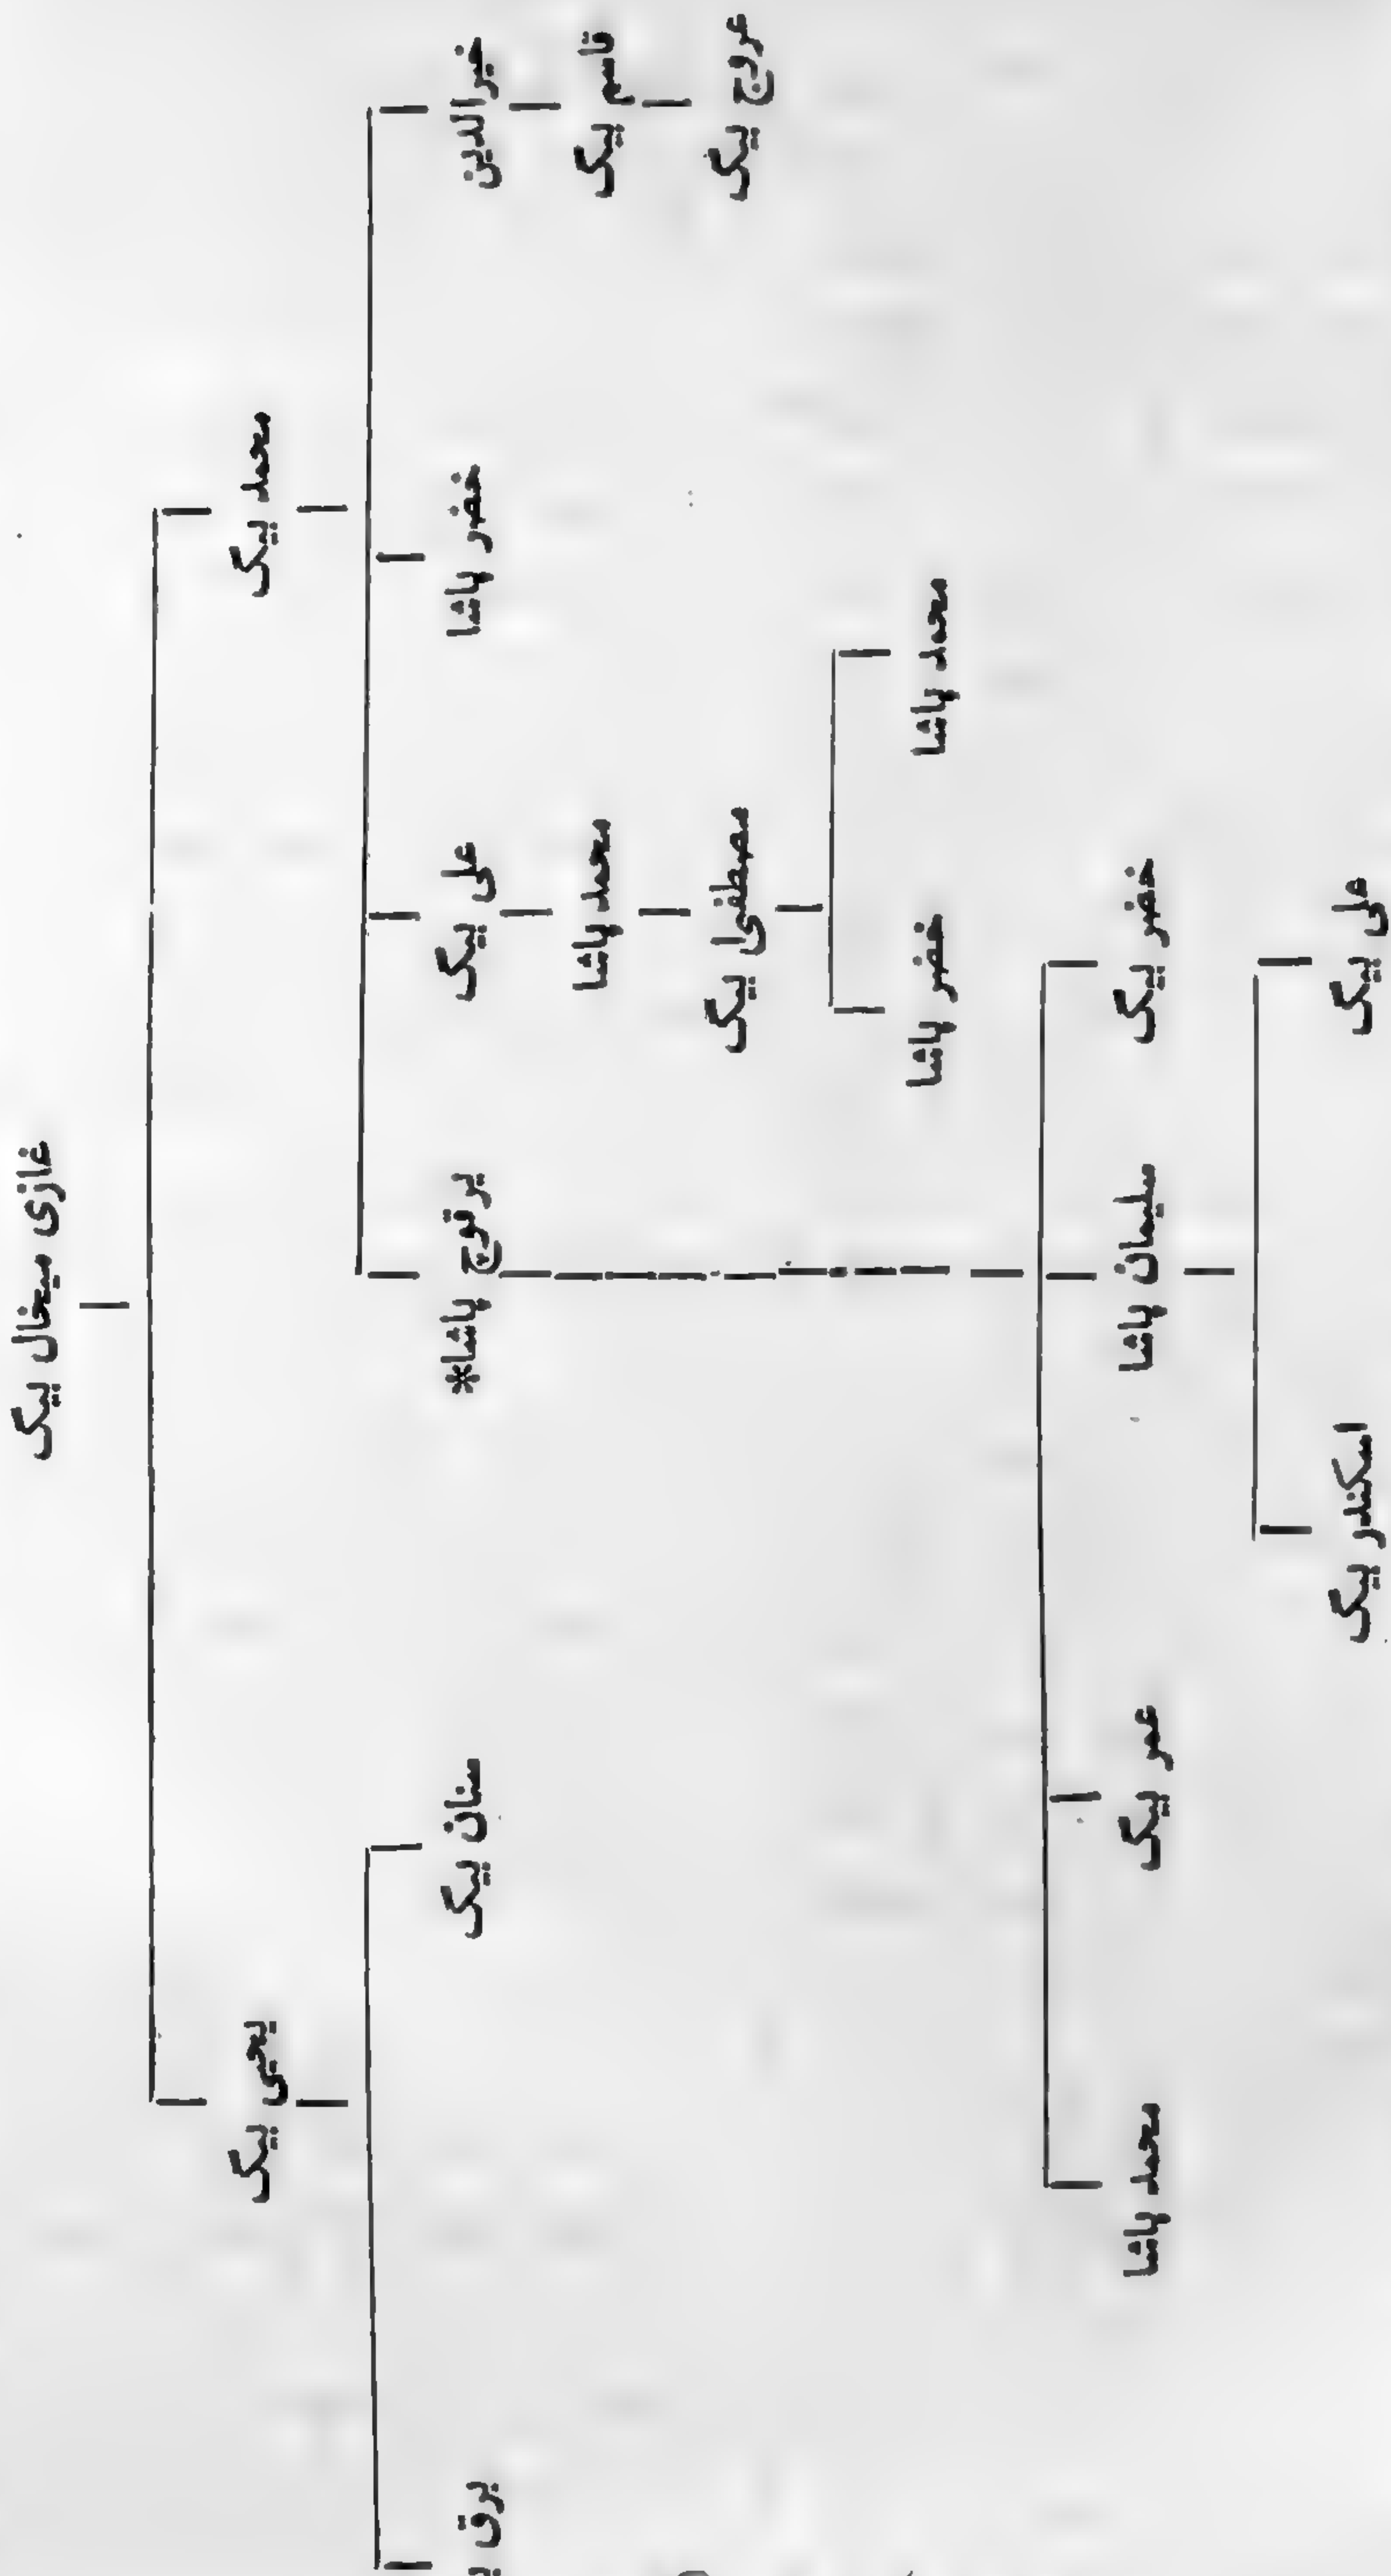 غازی میخال بیک
محمد بیک
یحیی بیک
خیرالدین
خضر پاشا
علی بیک
یرقوچ پاشا*
سنان بیک
یرق
قاسم بیک
محمد پاشا
عروج بیک
مصطفی بیک
محمد پاشا
خضر پاشا
خضر بیک
سلیمان پاشا
عمر بیک
محمد پاشا
علی بیک
اسکندر بیک